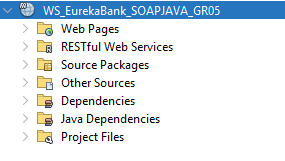 WS_EurekaBank_SOAPJAVA_GR05
Web Pages
RESTful Web Services
Source Packages
Other Sources
Dependencies
Java Dependencies
Project Files